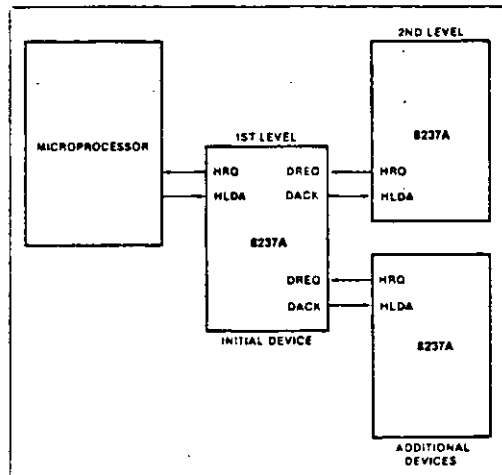 2ND LEVEL
8237A
HRQ
HLDA
MICROPROCESSOR
1ST LEVEL
HRQ DREQ
HLDA DACK
8237A
DREQ
DACK
INITIAL DEVICE
HRQ
HLDA
8237A
ADDITIONAL
DEVICES